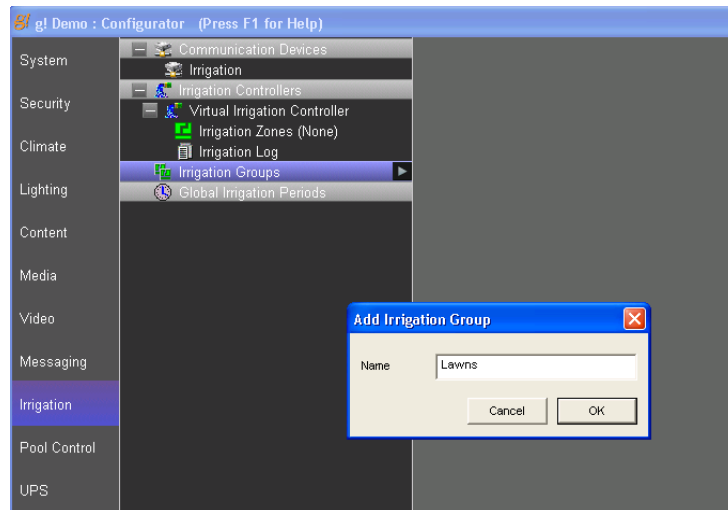 g! Demo : Configurator (Press F1 for Help)
System
Security
Climate
Lighting
Content
Media
Video
Messaging
Irrigation
Pool Control
UPS
Communication Devices
Irrigation
Irrigation Controllers
Virtual Irrigation Controller
Irrigation Zones (None)
Irrigation Log
Irrigation Groups
Global Irrigation Periods
Add Irrigation Group
Name
Lawns
Cancel
OK